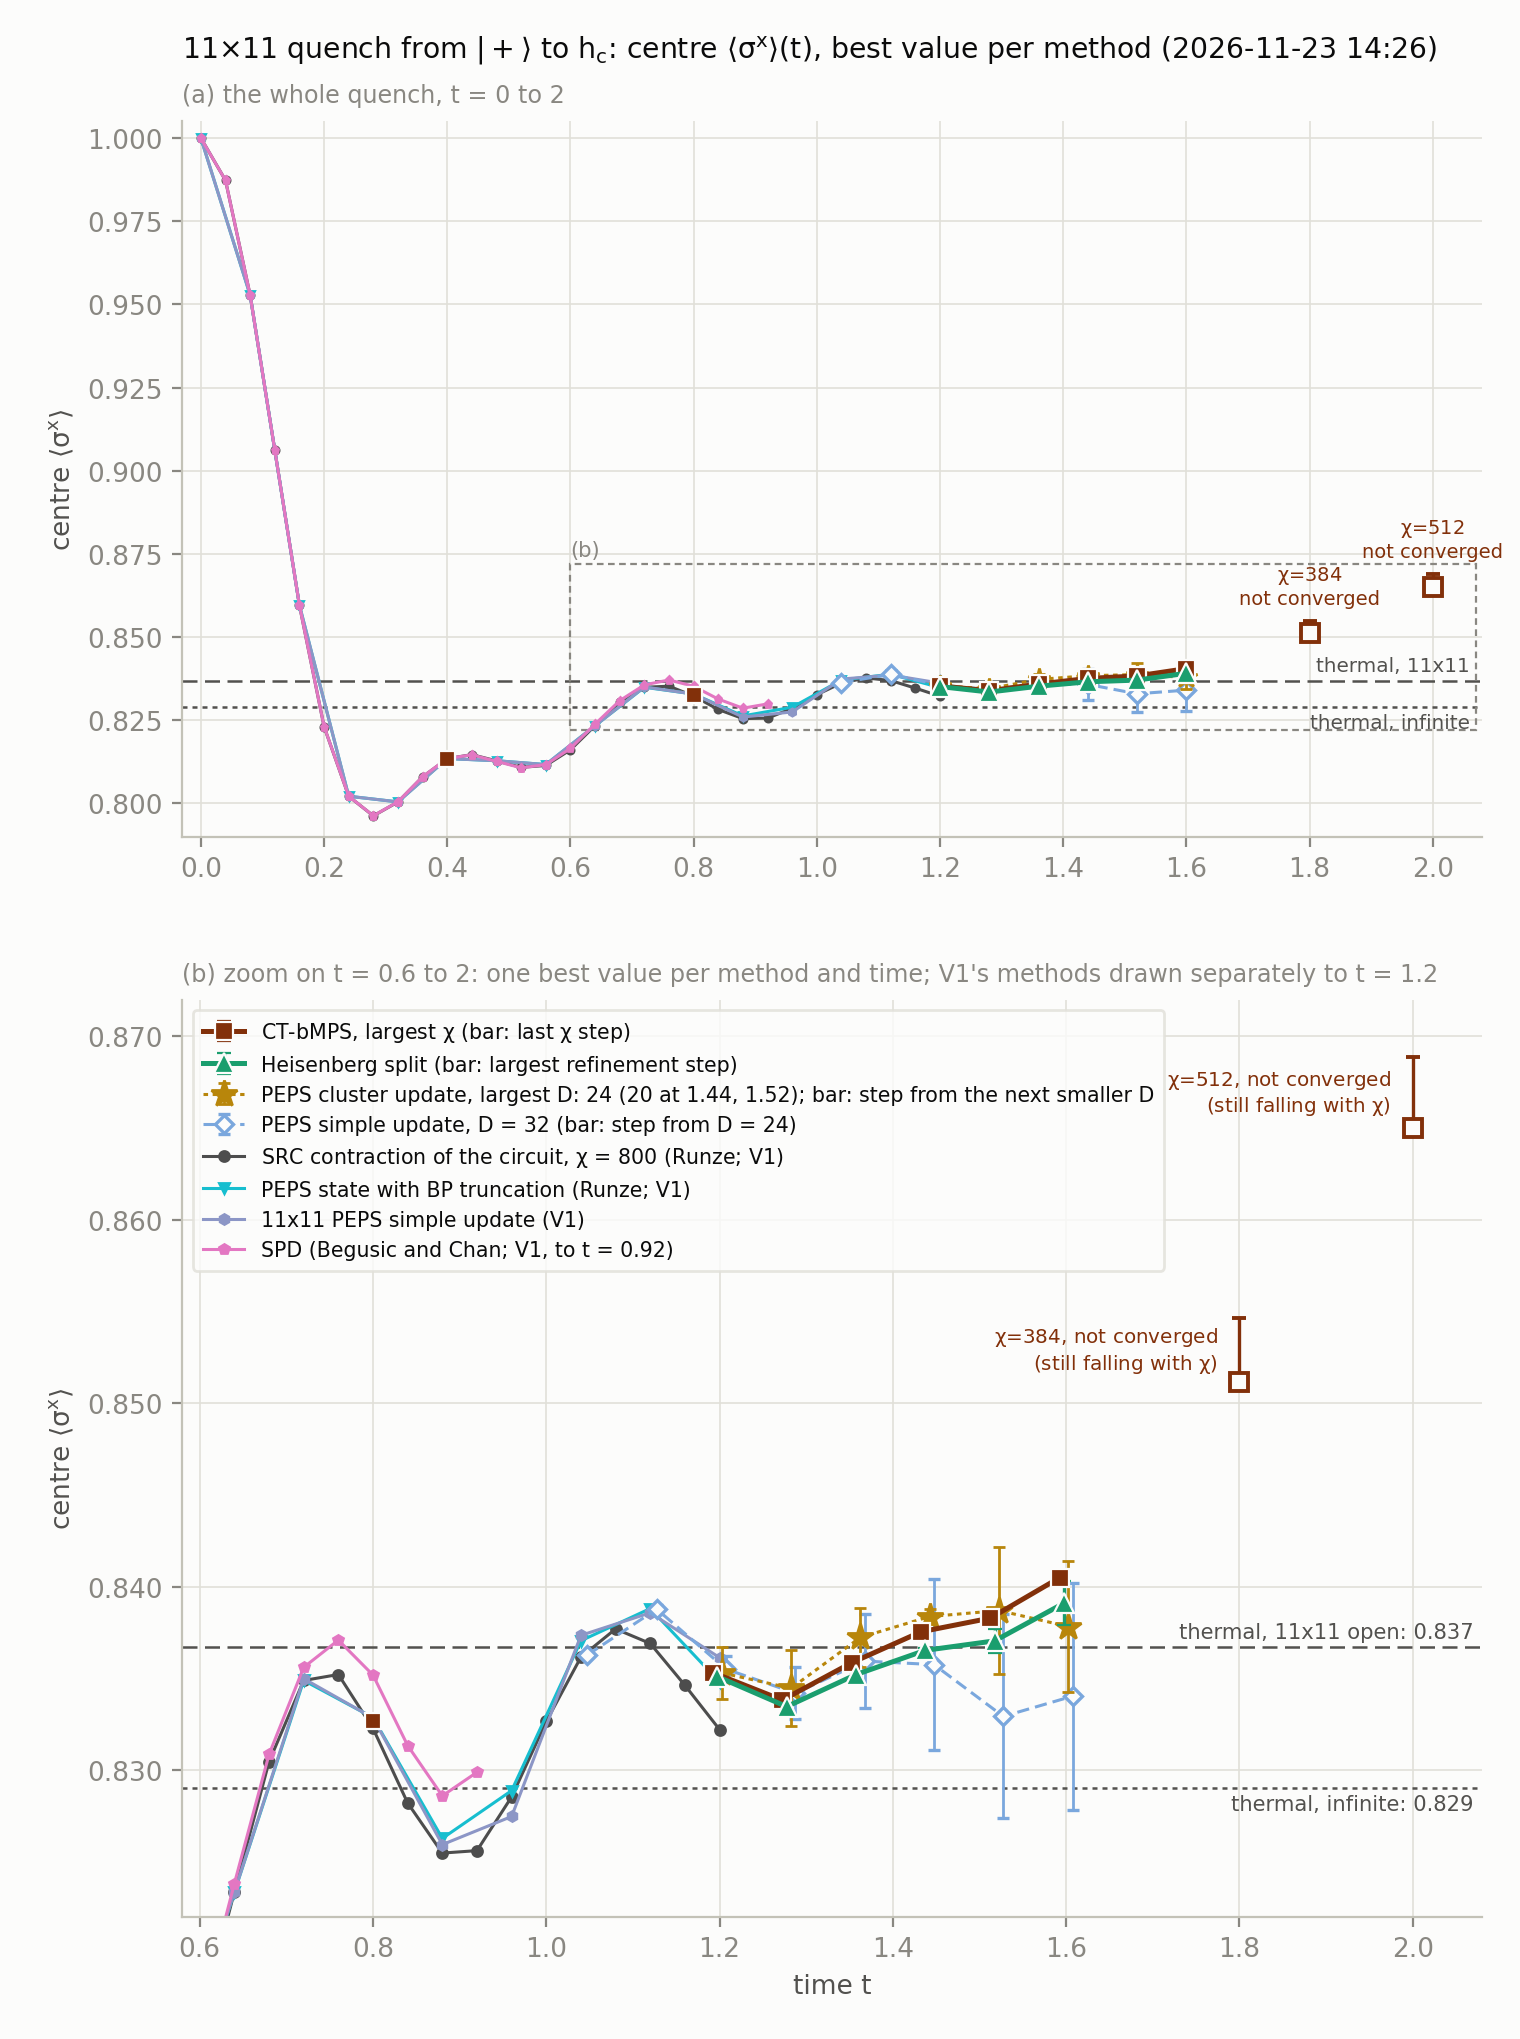 11×11 quench from | + ⟩ to h_c: centre ⟨σ^x⟩(t), best value per method (2026-11-23 14:26)
(a) the whole quench, t = 0 to 2
1.000
0.975
0.950
0.925
0.900
0.875
0.850
0.825
0.800
centre ⟨σ^x⟩
(b)
χ=512
not converged
χ=384
not converged
thermal, 11x11
thermal, infinite
0.0 0.2 0.4 0.6 0.8 1.0 1.2 1.4 1.6 1.8 2.0
(b) zoom on t = 0.6 to 2: one best value per method and time; V1's methods drawn separately to t = 1.2
0.870
0.860
0.850
0.840
0.830
centre ⟨σ^x⟩
CT-bMPS, largest χ (bar: last χ step)
Heisenberg split (bar: largest refinement step)
PEPS cluster update, largest D: 24 (20 at 1.44, 1.52); bar: step from the next smaller D
PEPS simple update, D = 32 (bar: step from D = 24)
SRC contraction of the circuit, χ = 800 (Runze; V1)
PEPS state with BP truncation (Runze; V1)
11x11 PEPS simple update (V1)
SPD (Begusic and Chan; V1, to t = 0.92)
χ=512, not converged
(still falling with χ)
χ=384, not converged
(still falling with χ)
thermal, 11x11 open: 0.837
thermal, infinite: 0.829
0.6 0.8 1.0 1.2 1.4 1.6 1.8 2.0
time t